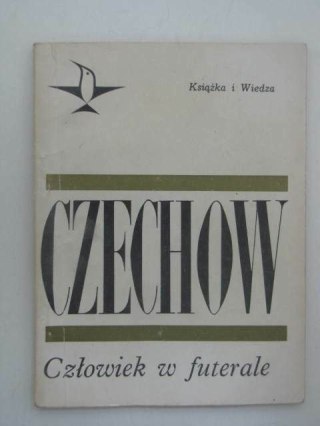 Książka i Wiedza
CZECHOW
Człowiek w futerale